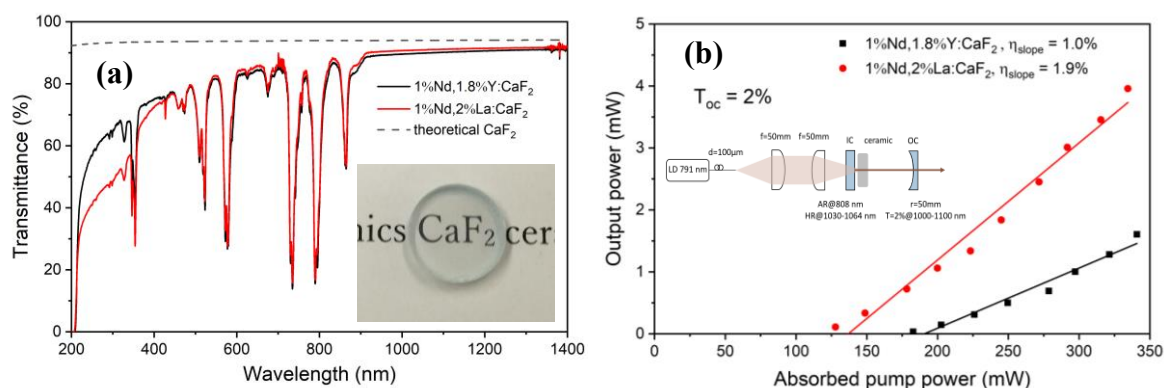 (a)
1%Nd,1.8%Y:CaF₂
1%Nd,2%La:CaF₂
theoretical CaF₂
nics CaF₂ cera
Transmittance (%)
100
80
60
40
20
0
200 400 600 800 1000 1200 1400
Wavelength (nm)
(b)
1%Nd,1.8%Y:CaF₂ , ηslope = 1.0%
1%Nd,2%La:CaF₂, ηslope = 1.9%
Toc = 2%
f=50mm f=50mm IC ceramic OC
d=100μm
LD 791 nm
AR@808 nm
HR@1030-1064 nm
r=50mm
T=2%@1000-1100 nm
Output power (mW)
5
4
3
2
1
0
0 50 100 150 200 250 300 350
Absorbed pump power (mW)